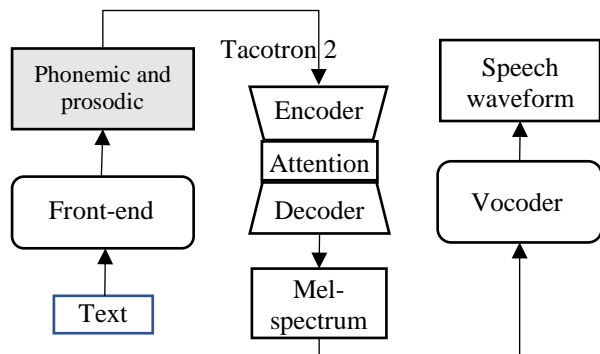 Tacotron 2
Phonemic and
prosodic
Speech
waveform
Encoder
Attention
Decoder
Front-end
Vocoder
Mel-
spectrum
Text